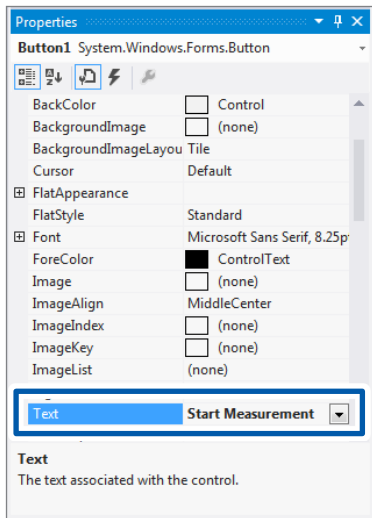 Properties
Button1 System.Windows.Forms.Button
BackColor Control
BackgroundImage (none)
BackgroundImageLayou Tile
Cursor Default
FlatAppearance
FlatStyle Standard
Font Microsoft Sans Serif, 8.25p
ForeColor ControlText
Image (none)
ImageAlign MiddleCenter
ImageIndex (none)
ImageKey (none)
ImageList (none)
Text Start Measurement
Text
The text associated with the control.